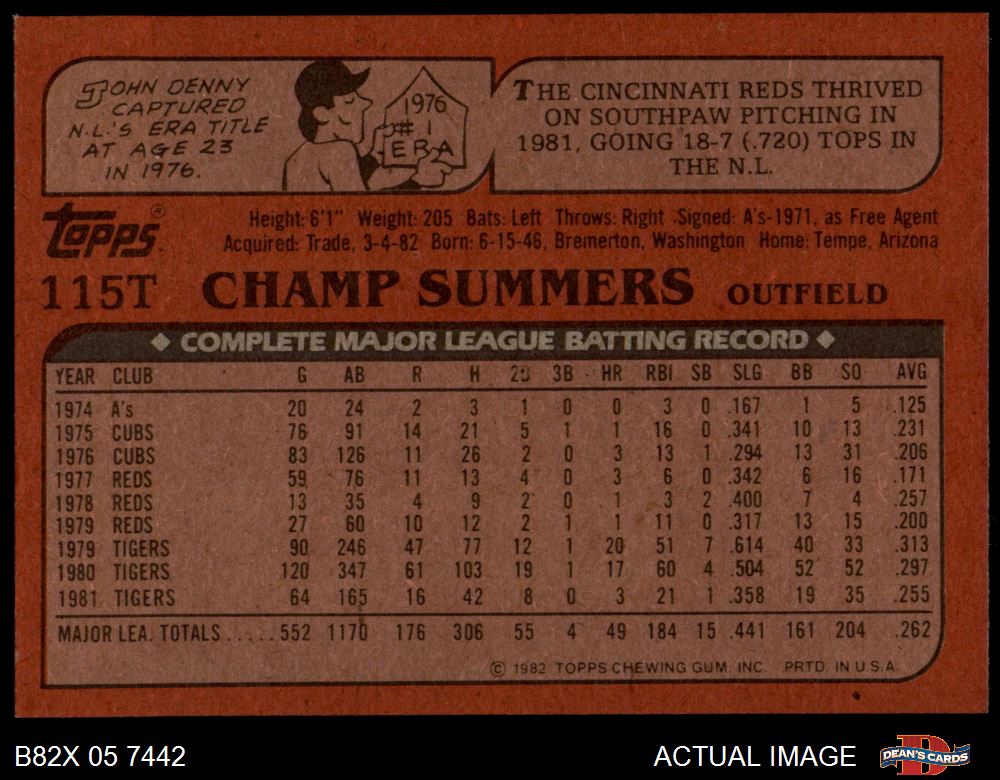 JOHN DENNY
CAPTURED
N.L.'S ERA TITLE
AT AGE 23
IN 1976.
1976
#1
ERA
THE CINCINNATI REDS THRIVED
ON SOUTHPAW PITCHING IN
1981, GOING 18-7 (.720) TOPS IN
THE N.L.
TOPPS®
Height: 6'1" Weight: 205 Bats: Left Throws: Right Signed: A's-1971, as Free Agent
Acquired: Trade, 3-4-82 Born: 6-15-46, Bremerton, Washington Home: Tempe, Arizona
115T CHAMP SUMMERS OUTFIELD
◆ COMPLETE MAJOR LEAGUE BATTING RECORD ◆
YEAR CLUB G AB R H 2B 3B HR RBI SB SLG BB SO AVG
1974 A's 20 24 2 3 1 0 0 3 0 .167 1 5 .125
1975 CUBS 76 91 14 21 5 1 1 16 0 .341 10 13 .231
1976 CUBS 83 126 11 26 2 0 3 13 1 .294 13 31 .206
1977 REDS 59 76 11 13 4 0 3 6 0 .342 6 16 .171
1978 REDS 13 35 4 9 2 0 1 3 2 .400 7 4 .257
1979 REDS 27 60 10 12 2 1 1 11 0 .317 13 15 .200
1979 TIGERS 90 246 47 77 12 1 20 51 7 .614 40 33 .313
1980 TIGERS 120 347 61 103 19 1 17 60 4 .504 52 52 .297
1981 TIGERS 64 165 16 42 8 0 3 21 1 .358 19 35 .255
MAJOR LEA. TOTALS.....552 1170 176 306 55 4 49 184 15 .441 161 204 .262
© 1982 TOPPS CHEWING GUM, INC. PRTD. IN U.S.A.
B82X 05 7442 ACTUAL IMAGE DEAN'S CARDS